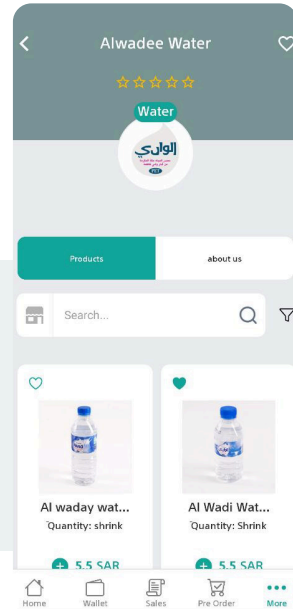 Alwadee Water
Water
الوادي
Products
about us
Search...
Al waday wat...
Quantity: shrink
Al Wadi Wat...
Quantity: Shrink
5.5 SAR
5.5 SAR
Home
Wallet
Sales
Pre Order
More